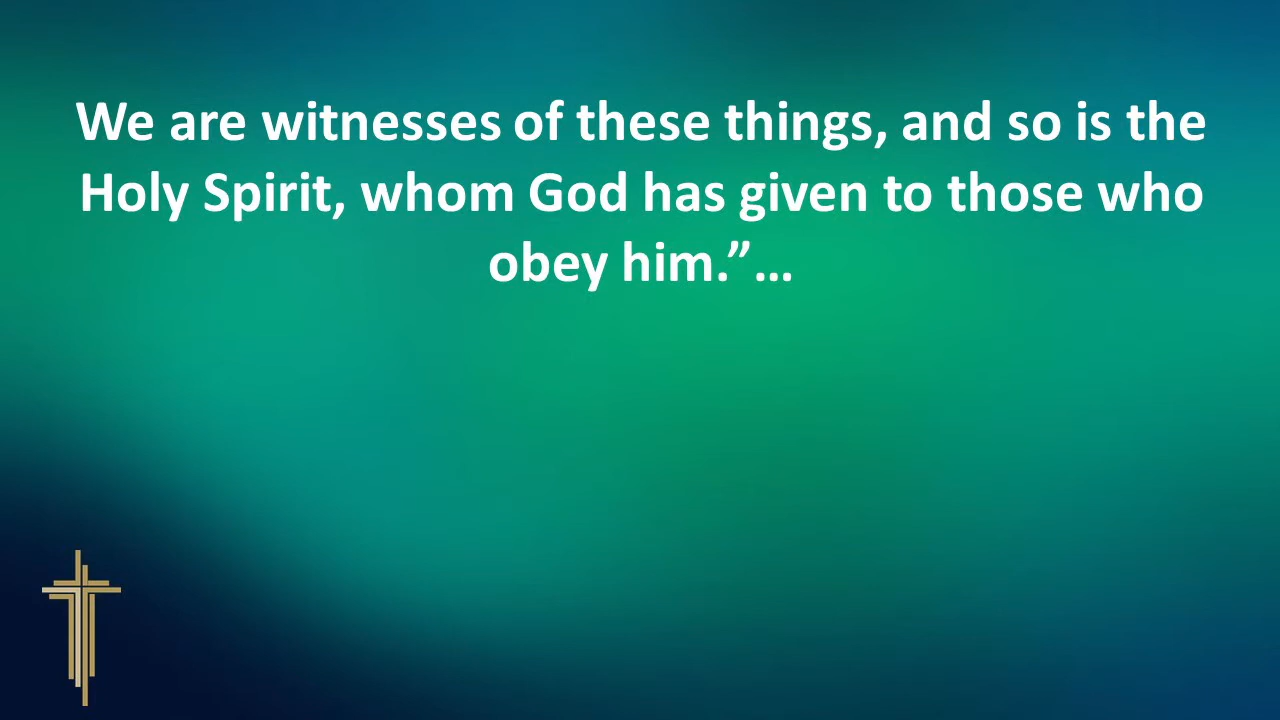 We are witnesses of these things, and so is the
Holy Spirit, whom God has given to those who
obey him.”…